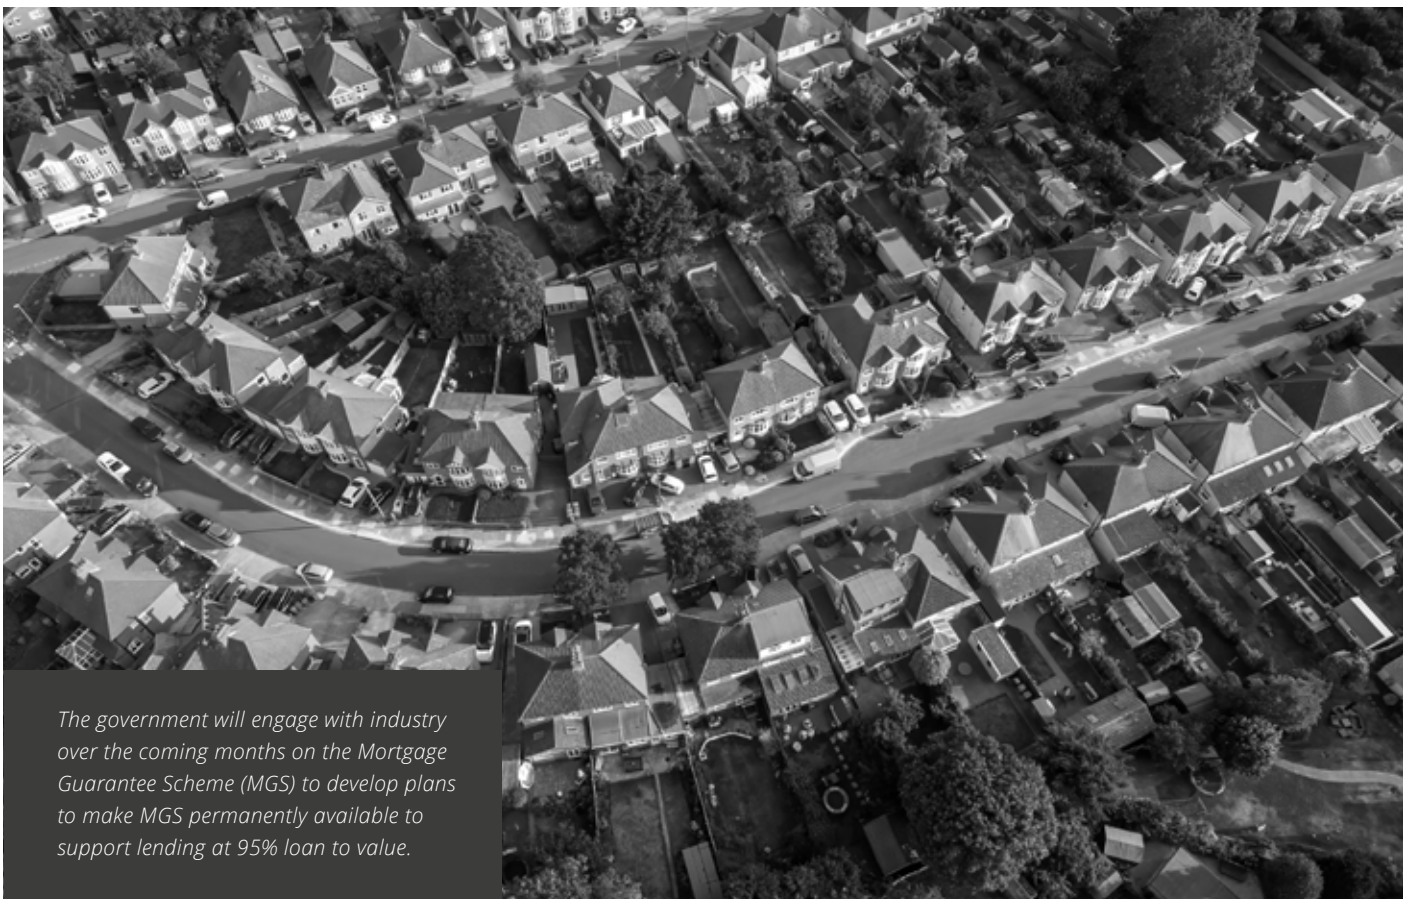 The government will engage with industry
over the coming months on the Mortgage
Guarantee Scheme (MGS) to develop plans
to make MGS permanently available to
support lending at 95% loan to value.